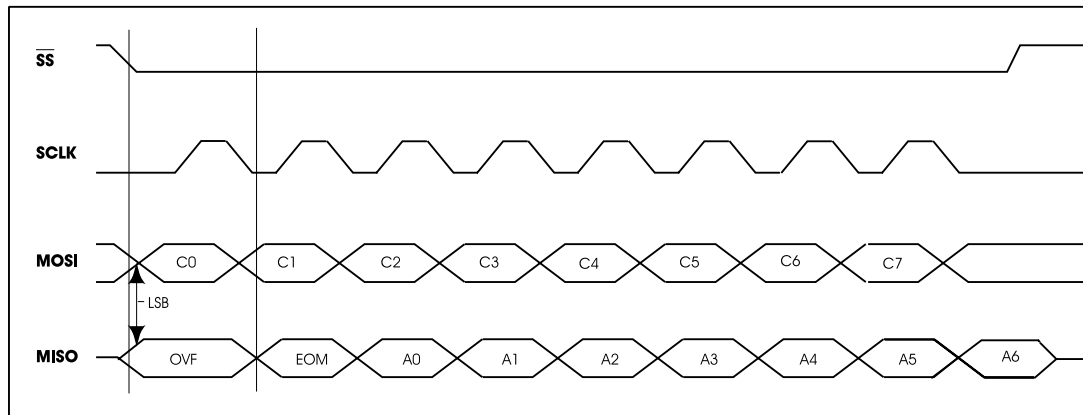 SS
SCLK
MOSI C0 C1 C2 C3 C4 C5 C6 C7
LSB
MISO OVF EOM A0 A1 A2 A3 A4 A5 A6